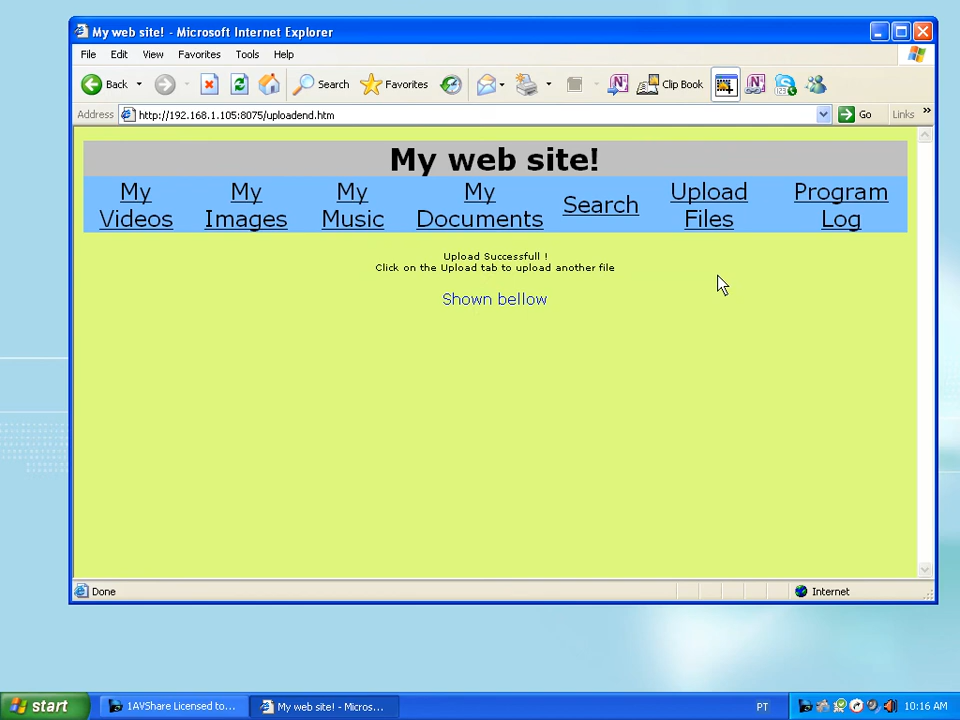 My web site! - Microsoft Internet Explorer
File Edit View Favorites Tools Help
Back Search Favorites Clip Book
Address http://192.168.1.105:8075/uploadend.htm Go Links »
My web site!
My Videos My Images My Music My Documents Search Upload Files Program Log
Upload Successfull !
Click on the Upload tab to upload another file
Shown bellow
Done Internet
start 1AVShare Licensed to... My web site! - Micros... PT 10:16 AM